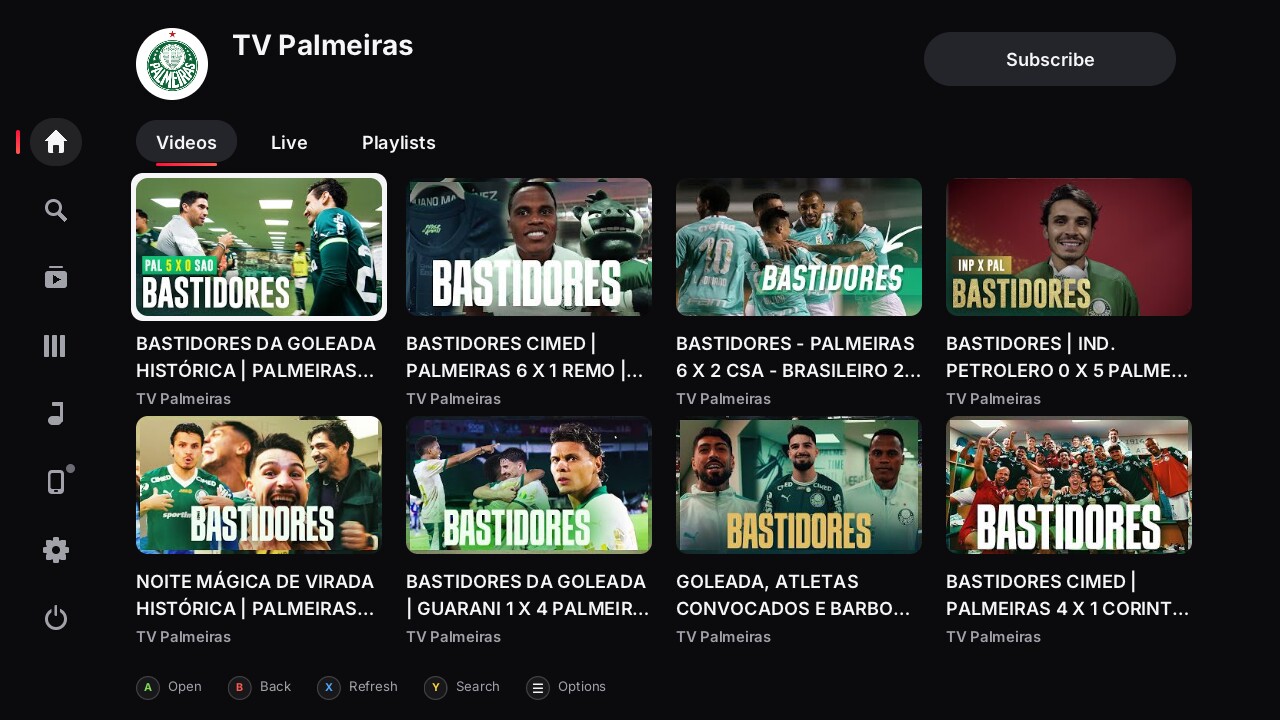 TV Palmeiras
Subscribe
PALMEIRAS
Videos
Live
Playlists
PAL 5 X 0 SAO
BASTIDORES
BASTIDORES
10
BASTIDORES
INP X PAL
BASTIDORES
BASTIDORES DA GOLEADA
HISTÓRICA | PALMEIRAS...
TV Palmeiras
BASTIDORES CIMED |
PALMEIRAS 6 X 1 REMO |...
TV Palmeiras
BASTIDORES - PALMEIRAS
6 X 2 CSA - BRASILEIRO 2...
TV Palmeiras
BASTIDORES | IND.
PETROLERO 0 X 5 PALME...
TV Palmeiras
CIMED
BASTIDORES
BASTIDORES
BASTIDORES
BASTIDORES
NOITE MÁGICA DE VIRADA
HISTÓRICA | PALMEIRAS...
TV Palmeiras
BASTIDORES DA GOLEADA
| GUARANI 1 X 4 PALMEIR...
TV Palmeiras
GOLEADA, ATLETAS
CONVOCADOS E BARBO...
TV Palmeiras
BASTIDORES CIMED |
PALMEIRAS 4 X 1 CORINT...
TV Palmeiras
A Open
B Back
X Refresh
Y Search
Options